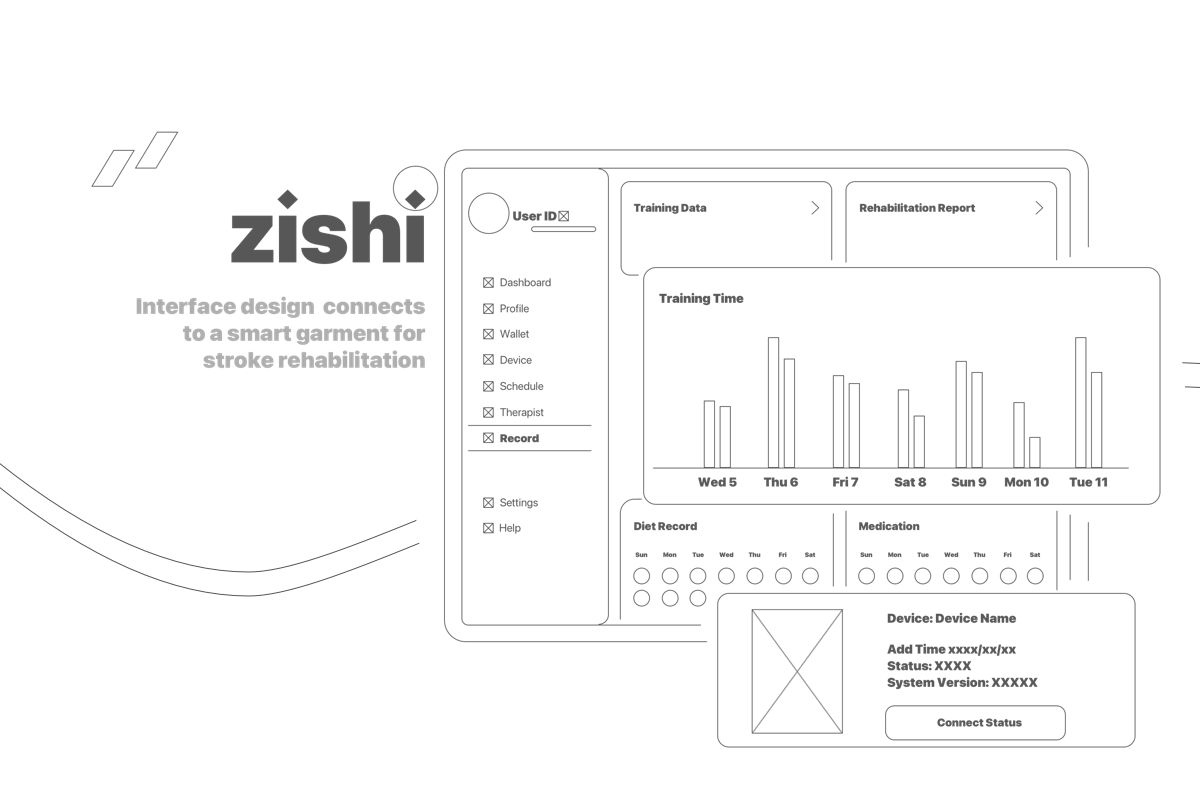 zishi
Interface design connects
to a smart garment for
stroke rehabilitation
User ID
Dashboard
Profile
Wallet
Device
Schedule
Therapist
Record
Settings
Help
Training Data
Rehabilitation Report
Training Time
Wed 5 Thu 6 Fri 7 Sat 8 Sun 9 Mon 10 Tue 11
Diet Record
Sun Mon Tue Wed Thu Fri Sat
Medication
Sun Mon Tue Wed Thu Fri Sat
Device: Device Name
Add Time xxxx/xx/xx
Status: XXXX
System Version: XXXXX
Connect Status